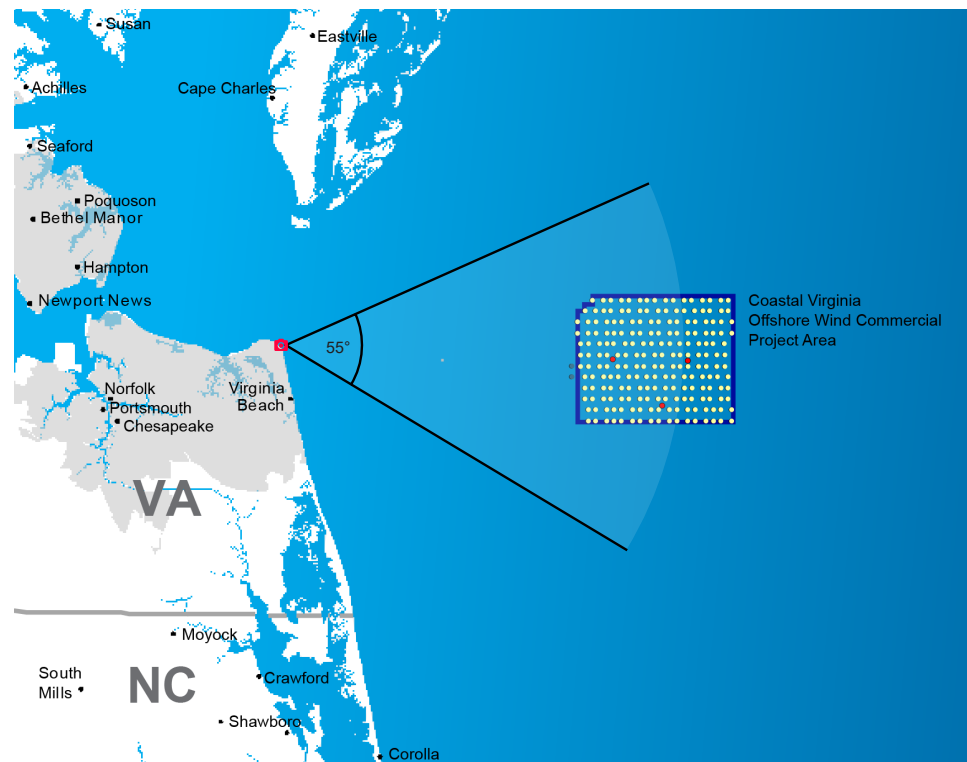 Susan
Eastville
Achilles
Cape Charles
Seaford
Poquoson
Bethel Manor
Hampton
Newport News
Coastal Virginia
Offshore Wind Commercial
Project Area
55°
Norfolk
Portsmouth
Chesapeake
Virginia
Beach
VA
Moyock
South
Mills
NC
Crawford
Shawboro
Corolla